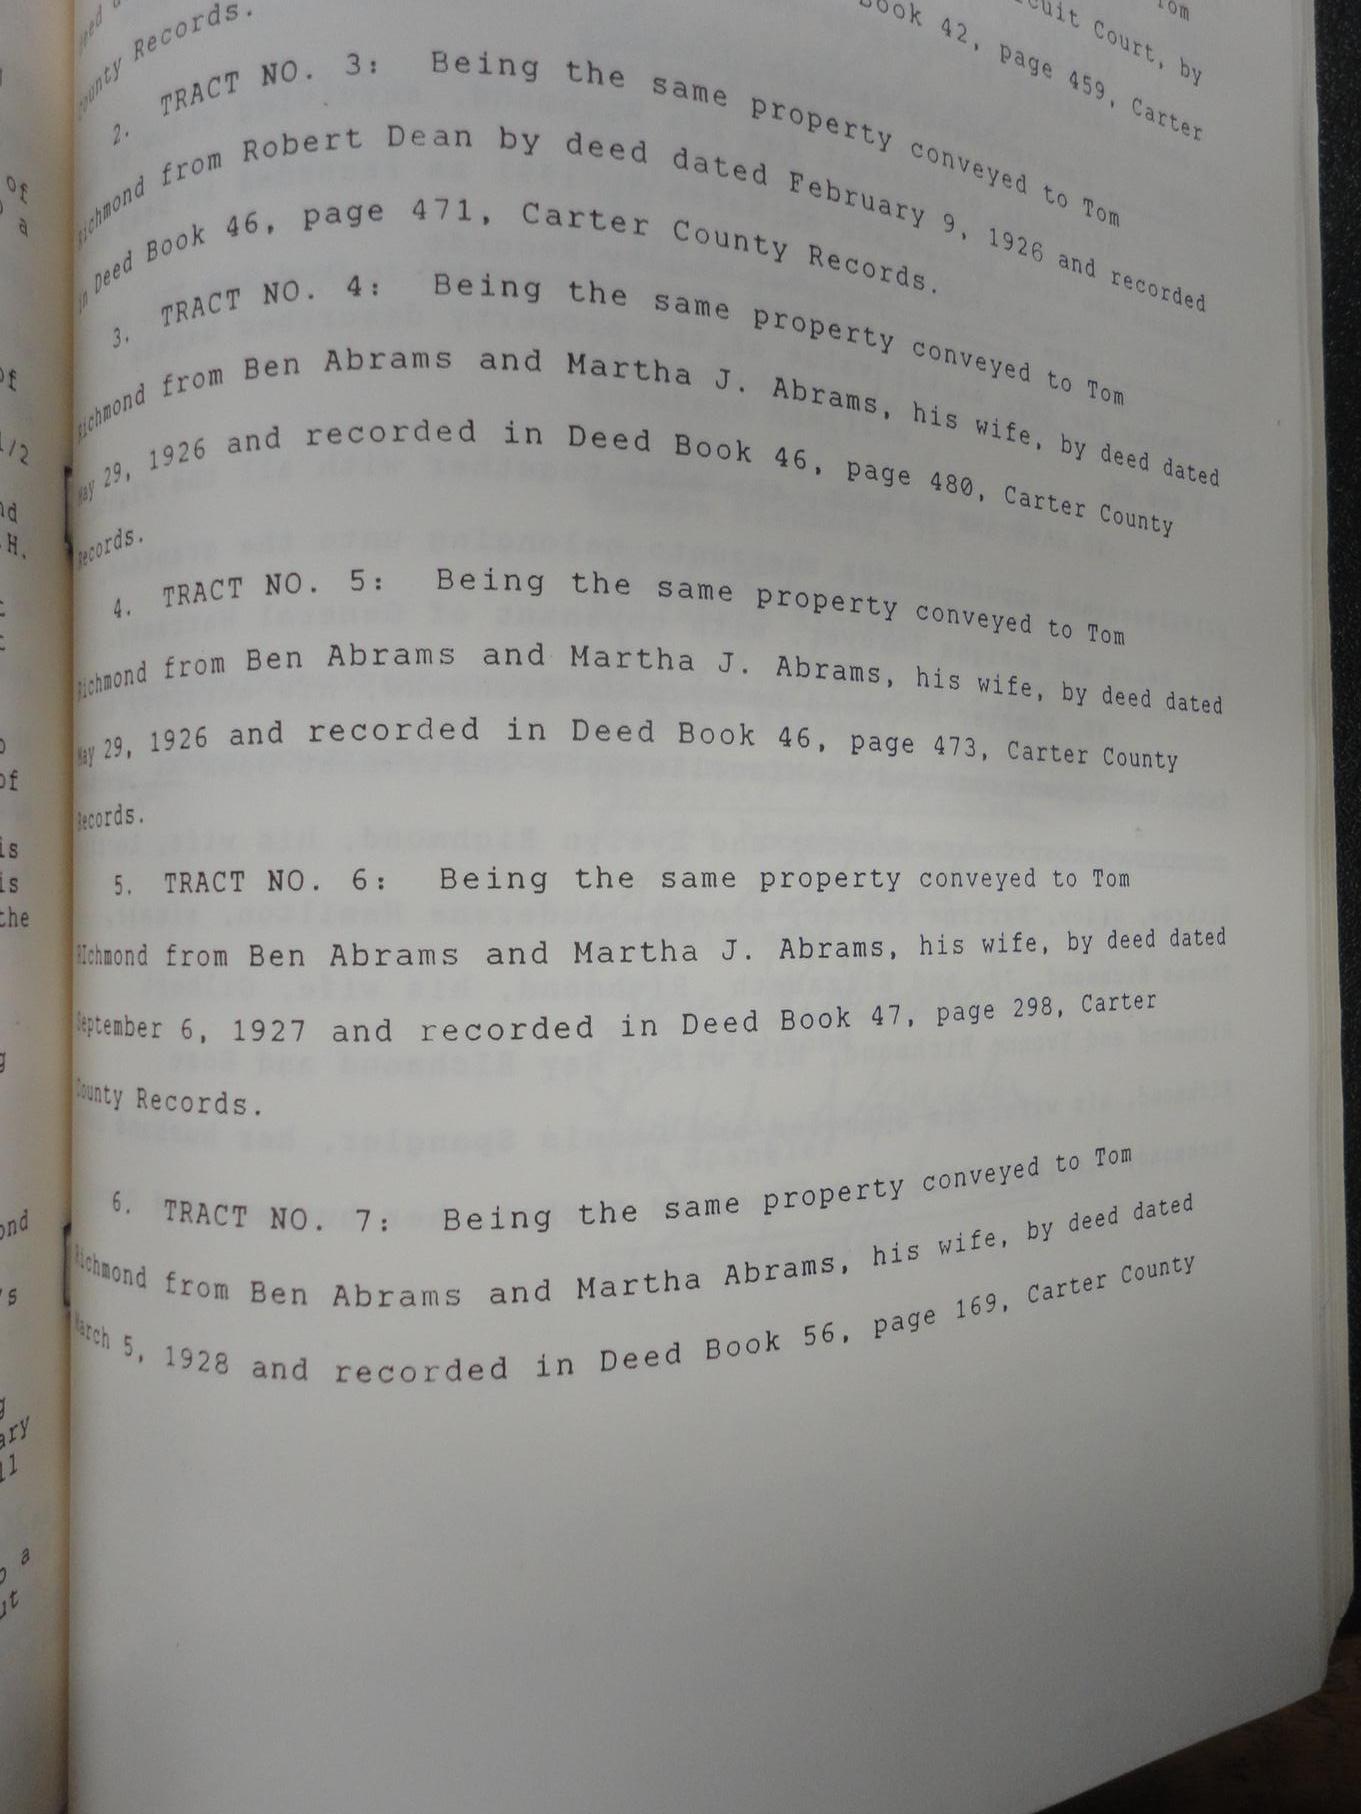 Tom
cuit Court, by
Book 42, page 459, Carter
County Records.
2. TRACT NO. 3: Being the same property conveyed to Tom
Richmond from Robert Dean by deed dated February 9, 1926 and recorded
in Deed Book 46, page 471, Carter County Records.
3. TRACT NO. 4: Being the same property conveyed to Tom
Richmond from Ben Abrams and Martha J. Abrams, his wife, by deed dated
May 29, 1926 and recorded in Deed Book 46, page 480, Carter County
Records.
4. TRACT NO. 5: Being the same property conveyed to Tom
Richmond from Ben Abrams and Martha J. Abrams, his wife, by deed dated
May 29, 1926 and recorded in Deed Book 46, page 473, Carter County
Records.
5. TRACT NO. 6: Being the same property conveyed to Tom
RIchmond from Ben Abrams and Martha J. Abrams, his wife, by deed dated
September 6, 1927 and recorded in Deed Book 47, page 298, Carter
County Records.
6. TRACT NO. 7: Being the same property conveyed to Tom
Richmond from Ben Abrams and Martha Abrams, his wife, by deed dated
March 5, 1928 and recorded in Deed Book 56, page 169, Carter County